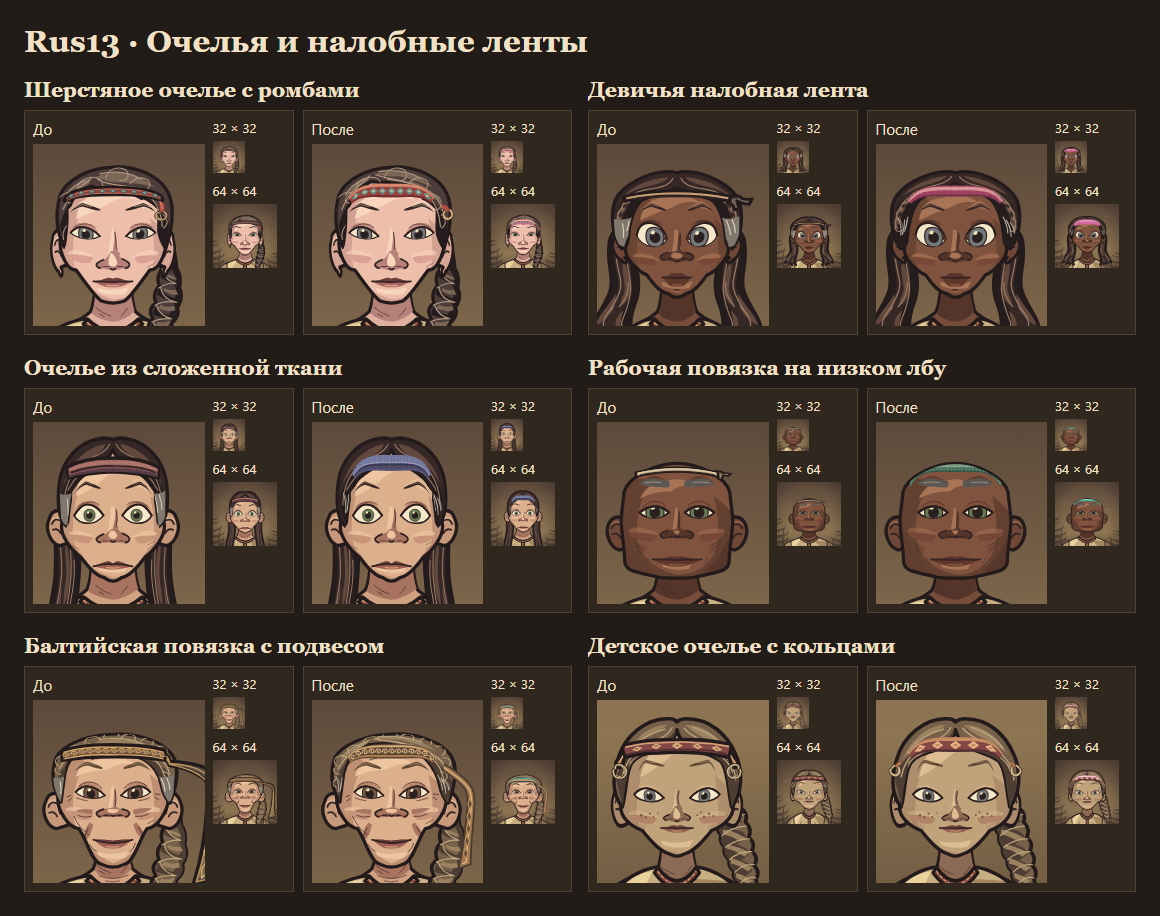 Rus13 · Очелья и налобные ленты
Шерстяное очелье с ромбами
До
32 × 32
64 × 64
После
32 × 32
64 × 64
Девичья налобная лента
До
32 × 32
64 × 64
После
32 × 32
64 × 64
Очелье из сложенной ткани
До
32 × 32
64 × 64
После
32 × 32
64 × 64
Рабочая повязка на низком лбу
До
32 × 32
64 × 64
После
32 × 32
64 × 64
Балтийская повязка с подвесом
До
32 × 32
64 × 64
После
32 × 32
64 × 64
Детское очелье с кольцами
До
32 × 32
64 × 64
После
32 × 32
64 × 64